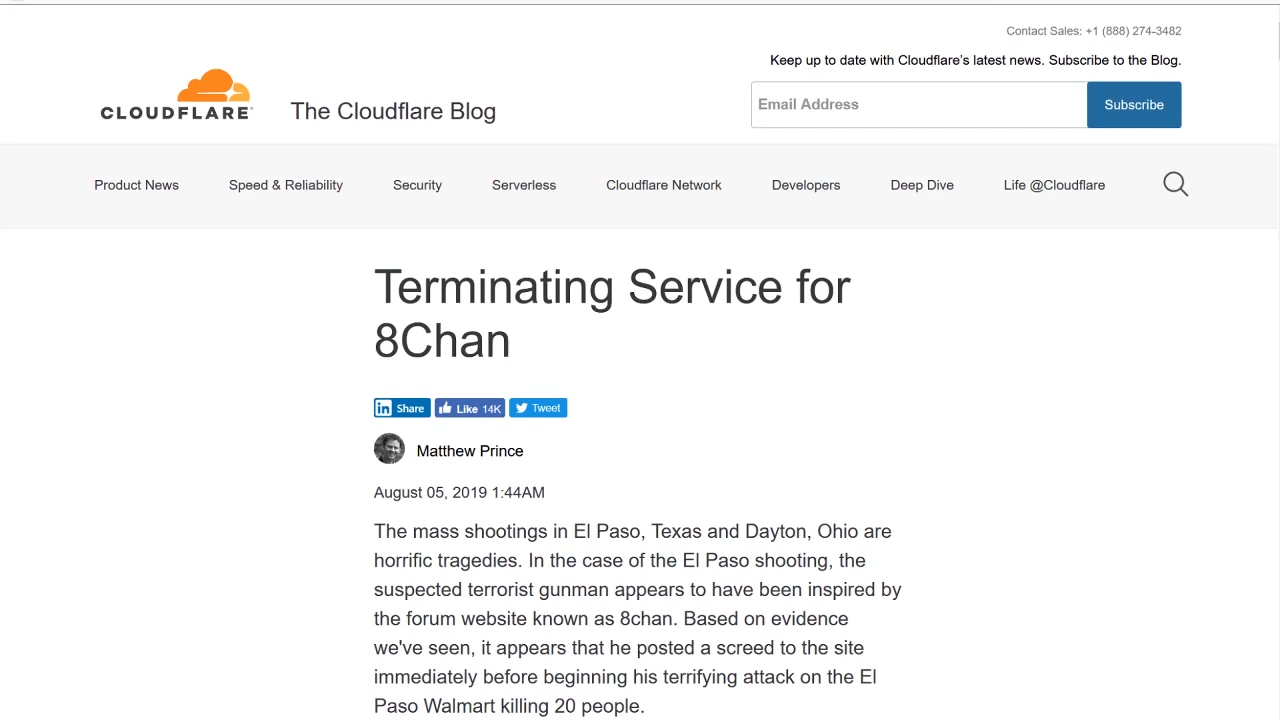 Contact Sales: +1 (888) 274-3482
Keep up to date with Cloudflare's latest news. Subscribe to the Blog.
CLOUDFLARE®
The Cloudflare Blog
Email Address
Subscribe
Product News
Speed & Reliability
Security
Serverless
Cloudflare Network
Developers
Deep Dive
Life @Cloudflare
Terminating Service for
8Chan
in Share
Like 14K
Tweet
Matthew Prince
August 05, 2019 1:44AM
The mass shootings in El Paso, Texas and Dayton, Ohio are
horrific tragedies. In the case of the El Paso shooting, the
suspected terrorist gunman appears to have been inspired by
the forum website known as 8chan. Based on evidence
we've seen, it appears that he posted a screed to the site
immediately before beginning his terrifying attack on the El
Paso Walmart killing 20 people.